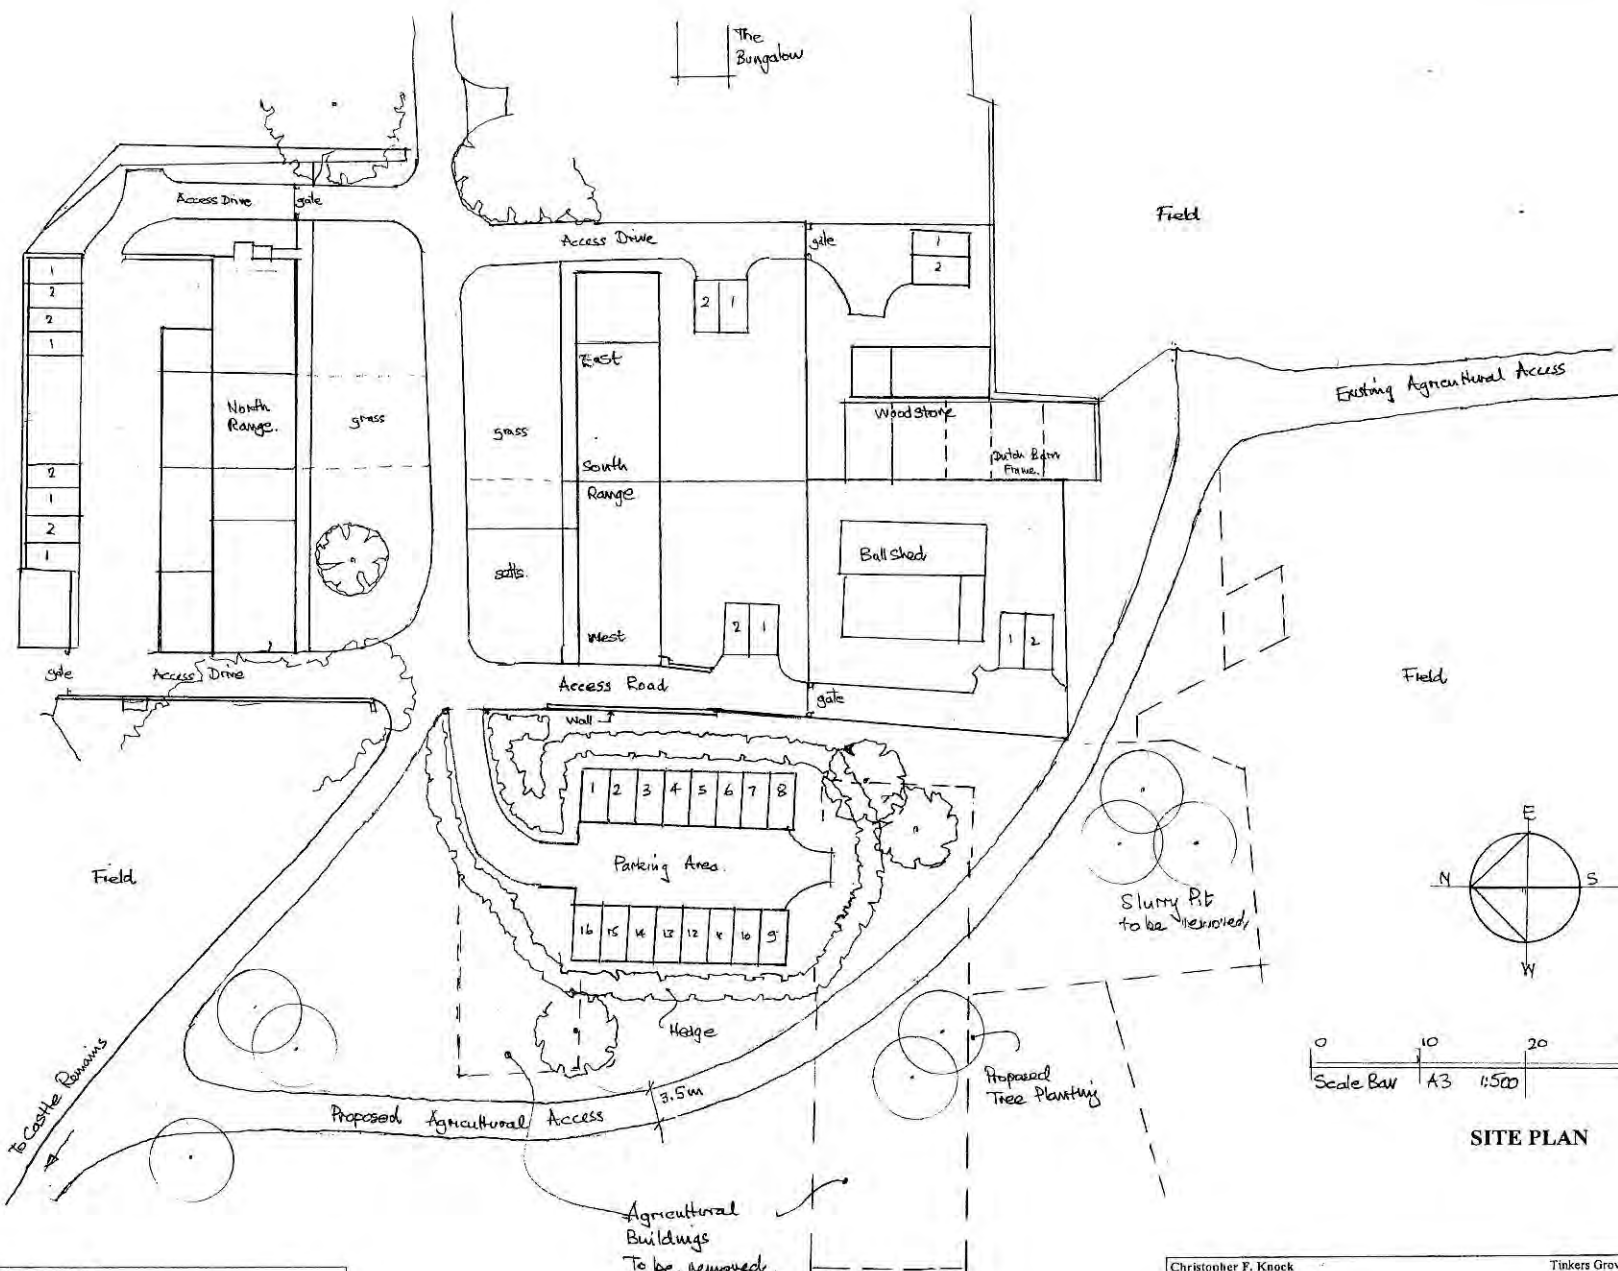 The
Bungalow
Access Drive
gate
Field
Access Drive
gate
1
2
1
2
2
1
2 1
East
Existing Agricultural Access
North
Range.
grass
grass
Woodstore
Dutch Barn
Frame.
South
Range
2
1
2
1
Bull Shed
setts.
2 1
1 2
West
gate
Access Drive
Access Road
gate
Field
Wall
1 2 3 4 5 6 7 8
Parking Area.
Field
E
N S
W
Slurry Pit
to be removed
16 15 14 13 12 10 9
Hedge
0 10 20
Scale Bar A3 1:500
Proposed
Tree Planting
3.5m
Proposed Agricultural Access
To Castle Remains
SITE PLAN
Agricultural
Buildings
To be removed.
Christopher F. Knock
Tinkers Grov